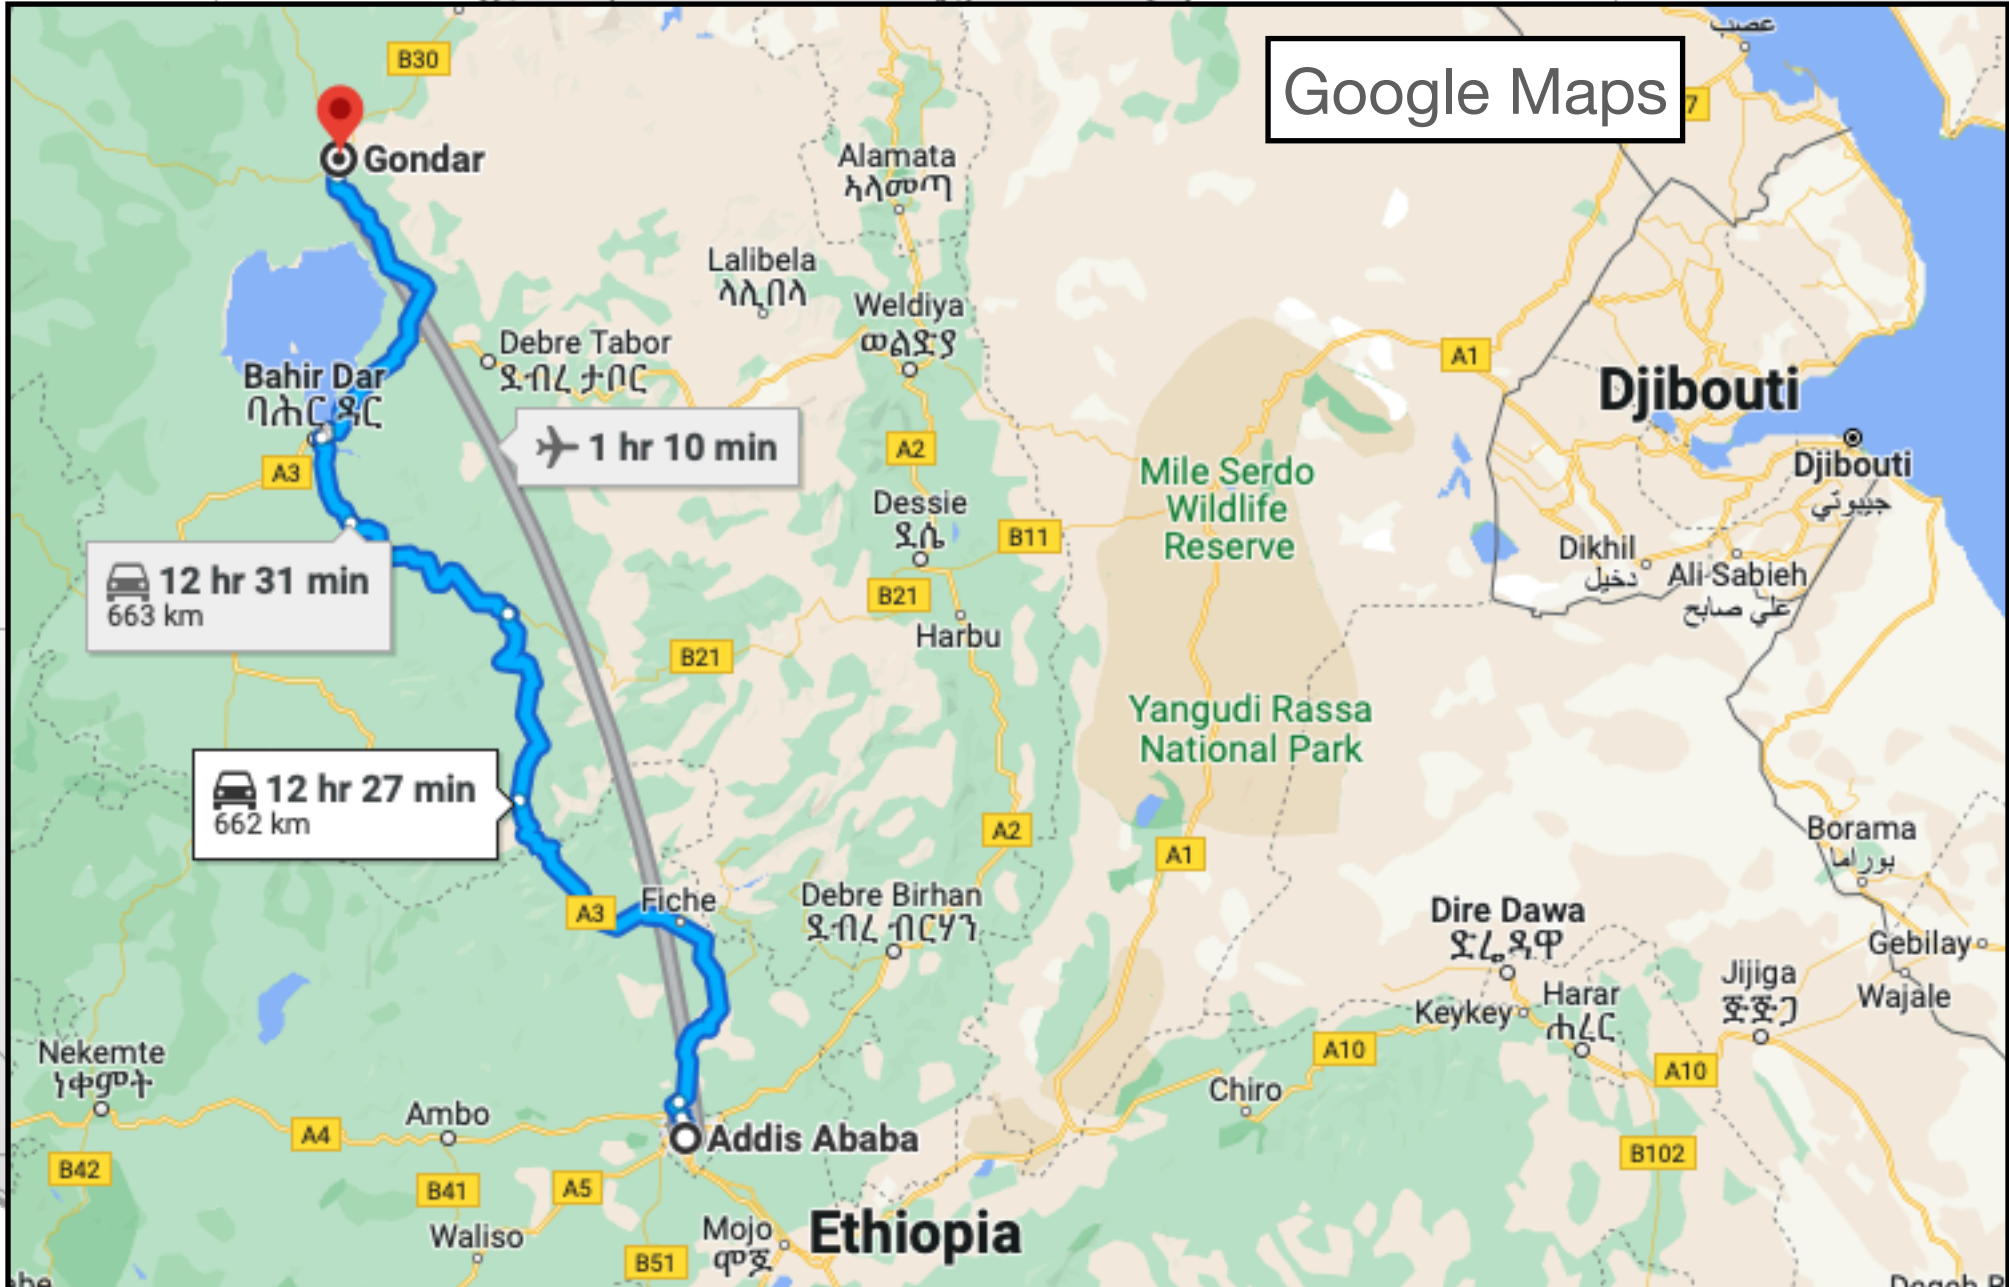 عصب
B30
Google Maps
7
Gondar
Alamata
ኣላመጣ
Lalibela
ላሊበላ
Weldiya
ወልድያ
Debre Tabor
ደብረ ታቦር
A1
Djibouti
Bahir Dar
ባሕር ዳር
1 hr 10 min
A2
Djibouti
جيبوتي
A3
Mile Serdo
Wildlife
Reserve
Dessie
ደሴ
B11
Dikhil
دخيل
Ali Sabieh
علي صابح
12 hr 31 min
663 km
B21
Harbu
B21
Yangudi Rassa
National Park
12 hr 27 min
662 km
A2
A1
Borama
بوراما
A3
Fiche
Debre Birhan
ደብረ ብርሃን
Dire Dawa
ድሬዳዋ
Gebilay
Jijiga
ጅጅጋ
Wajale
Keykey
Harar
ሐረር
Nekemte
ነቀምት
A10
A10
Chiro
Ambo
A4
Addis Ababa
B42
B41
A5
B102
Waliso
Mojo
ሞጆ
Ethiopia
B51